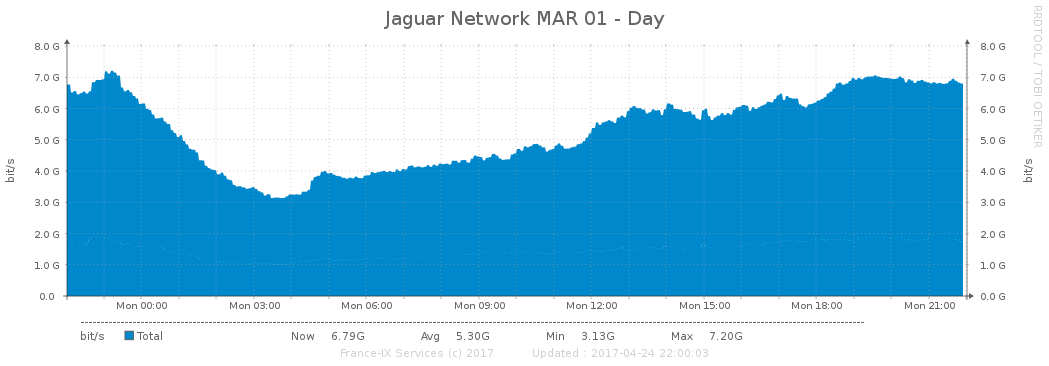 Jaguar Network MAR 01 - Day
RRDTOOL / TOBI OETIKER
bit/s
8.0 G
7.0 G
6.0 G
5.0 G
4.0 G
3.0 G
2.0 G
1.0 G
0.0
8.0 G
7.0 G
6.0 G
5.0 G
4.0 G
3.0 G
2.0 G
1.0 G
0.0 G
bit/s
Mon 00:00 Mon 03:00 Mon 06:00 Mon 09:00 Mon 12:00 Mon 15:00 Mon 18:00 Mon 21:00
bit/s Total Now 6.79G Avg 5.30G Min 3.13G Max 7.20G
France-IX Services (c) 2017 Updated : 2017-04-24 22:00:03